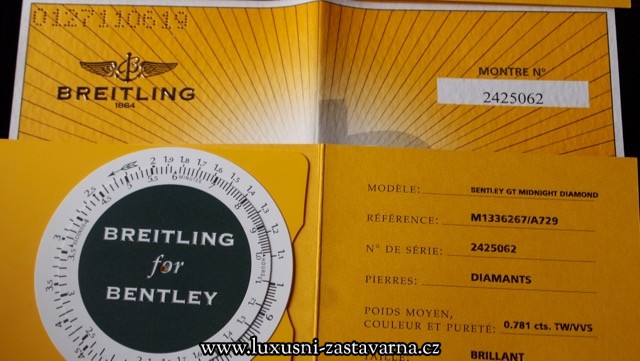 0127110619
BREITLING
1884
MONTRE N°
2425062
BREITLING
for
BENTLEY
MODÈLE: BENTLEY GT MIDNIGHT DIAMOND
RÉFÉRENCE: M1336267/A729
N° DE SÉRIE: 2425062
PIERRES: DIAMANTS
POIDS MOYEN,
COULEUR ET PURETÉ: 0.781 cts. TW/VVS
TAILLE: BRILLANT
www.luxusni-zastavarna.cz